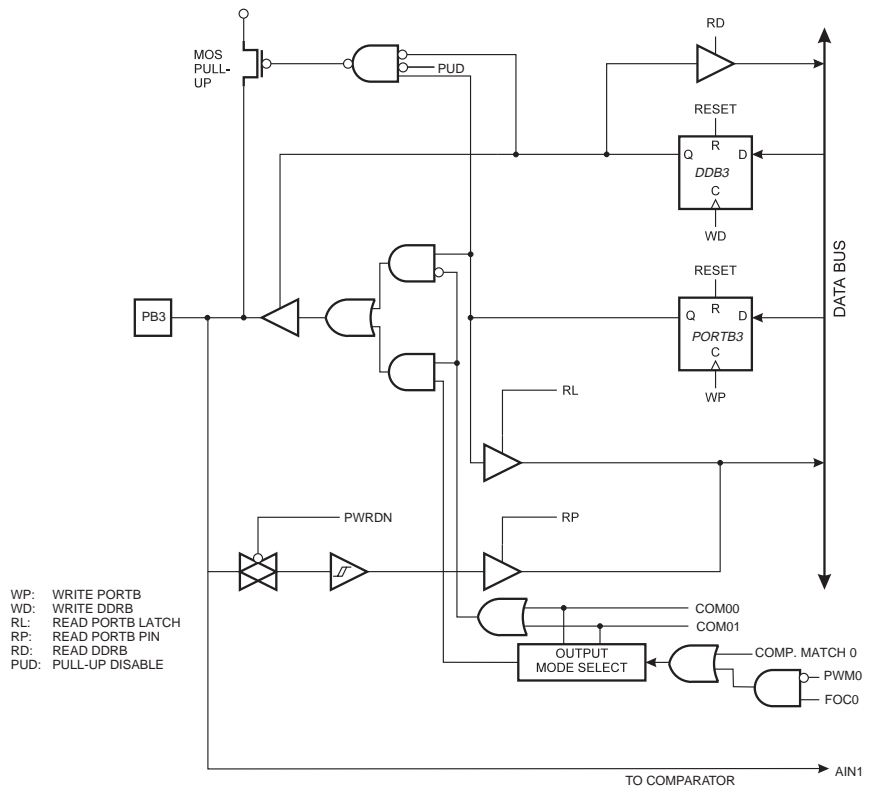 RD
MOS
PULL-
UP
PUD
RESET
R
Q
D
DDB3
C
WD
DATA BUS
RESET
R
Q
D
PORTB3
C
WP
PB3
RL
PWRDN
RP
WP: WRITE PORTB
WD: WRITE DDRB
RL: READ PORTB LATCH
RP: READ PORTB PIN
RD: READ DDRB
PUD: PULL-UP DISABLE
COM00
COM01
OUTPUT
MODE SELECT
COMP. MATCH 0
PWM0
FOC0
TO COMPARATOR
AIN1